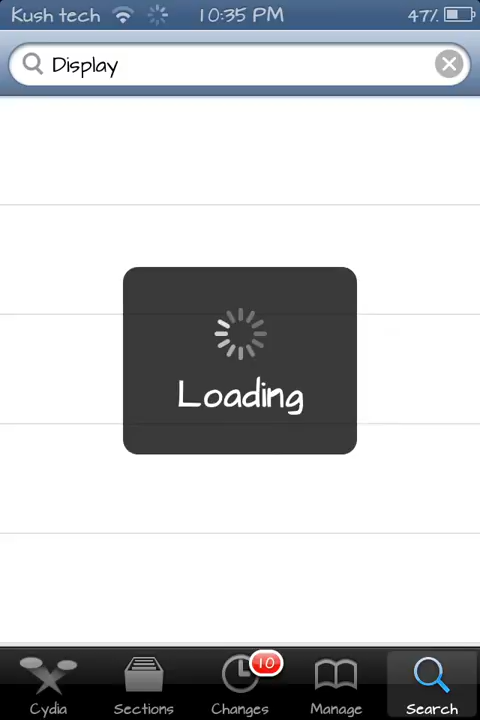 Kush tech 10:35 PM 47%
Display
Loading
10
Cydia Sections Changes Manage Search